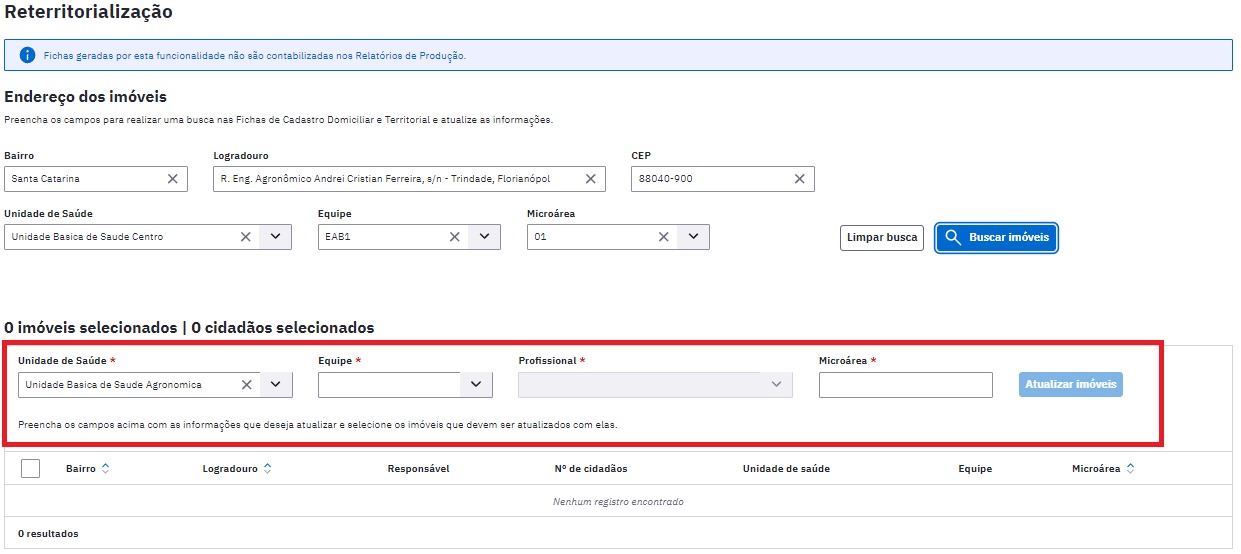 Reterritorialização
Fichas geradas por esta funcionalidade não são contabilizadas nos Relatórios de Produção.
Endereço dos imóveis
Preencha os campos para realizar uma busca nas Fichas de Cadastro Domiciliar e Territorial e atualize as informações.
Bairro Logradouro CEP
Santa Catarina R. Eng. Agronômico Andrei Cristian Ferreira, s/n - Trindade, Florianópol 88040-900
Unidade de Saúde Equipe Microárea
Unidade Basica de Saude Centro EAB1 01 Limpar busca Buscar imóveis
0 imóveis selecionados | 0 cidadãos selecionados
Unidade de Saúde * Equipe * Profissional * Microárea *
Unidade Basica de Saude Agronomica Atualizar imóveis
Preencha os campos acima com as informações que deseja atualizar e selecione os imóveis que devem ser atualizados com elas.
Bairro Logradouro Responsável Nº de cidadãos Unidade de saúde Equipe Microárea
Nenhum registro encontrado
0 resultados